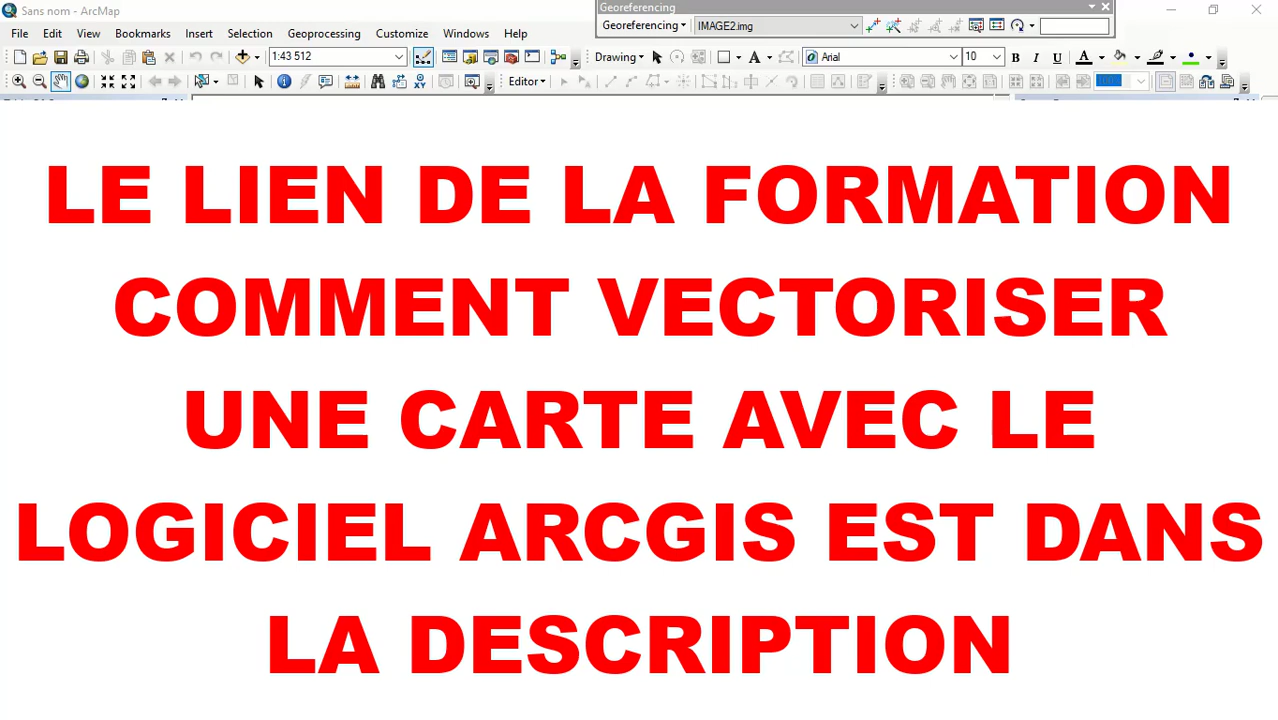 Sans nom - ArcMap
Georeferencing
Georeferencing IMAGE2.img
File Edit View Bookmarks Insert Selection Geoprocessing Customize Windows Help
1:43 512 Drawing A Arial 10 B I U A
XY Editor
LE LIEN DE LA FORMATION
COMMENT VECTORISER
UNE CARTE AVEC LE
LOGICIEL ARCGIS EST DANS
LA DESCRIPTION